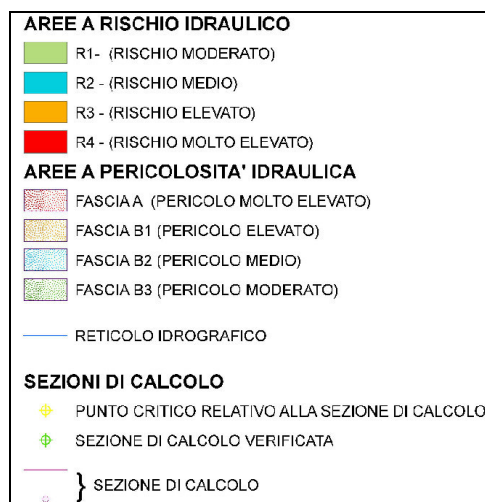 AREE A RISCHIO IDRAULICO
R1- (RISCHIO MODERATO)
R2 - (RISCHIO MEDIO)
R3 - (RISCHIO ELEVATO)
R4 - (RISCHIO MOLTO ELEVATO)
AREE A PERICOLOSITA' IDRAULICA
FASCIA A (PERICOLO MOLTO ELEVATO)
FASCIA B1 (PERICOLO ELEVATO)
FASCIA B2 (PERICOLO MEDIO)
FASCIA B3 (PERICOLO MODERATO)
RETICOLO IDROGRAFICO
SEZIONI DI CALCOLO
PUNTO CRITICO RELATIVO ALLA SEZIONE DI CALCOLO
SEZIONE DI CALCOLO VERIFICATA
} SEZIONE DI CALCOLO